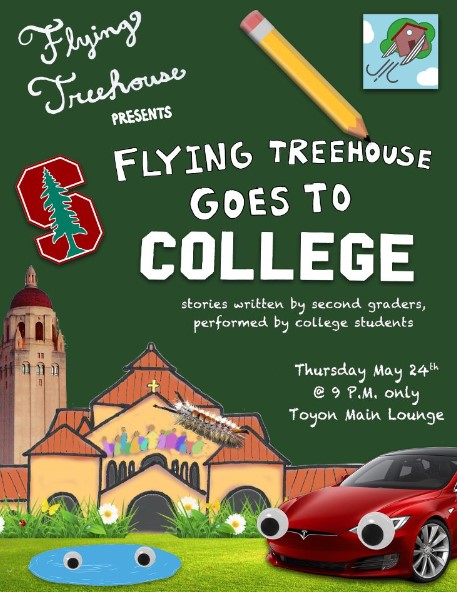 Flying
Treehouse
PRESENTS
FLYING TREEHOUSE
GOES TO
COLLEGE
stories written by second graders,
performed by college students
Thursday May 24th
@ 9 P.M. only
Toyon Main Lounge
S